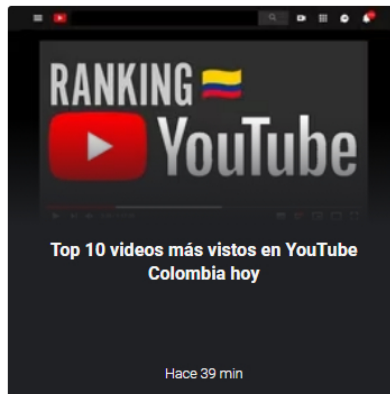 RANKING
YouTube
Top 10 videos más vistos en YouTube
Colombia hoy
Hace 39 min